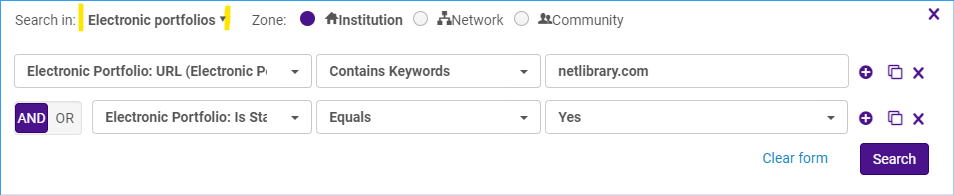 Search in: Electronic portfolios Zone: Institution Network Community
Electronic Portfolio: URL (Electronic Po Contains Keywords netlibrary.com
AND OR Electronic Portfolio: Is Sta Equals Yes
Clear form Search